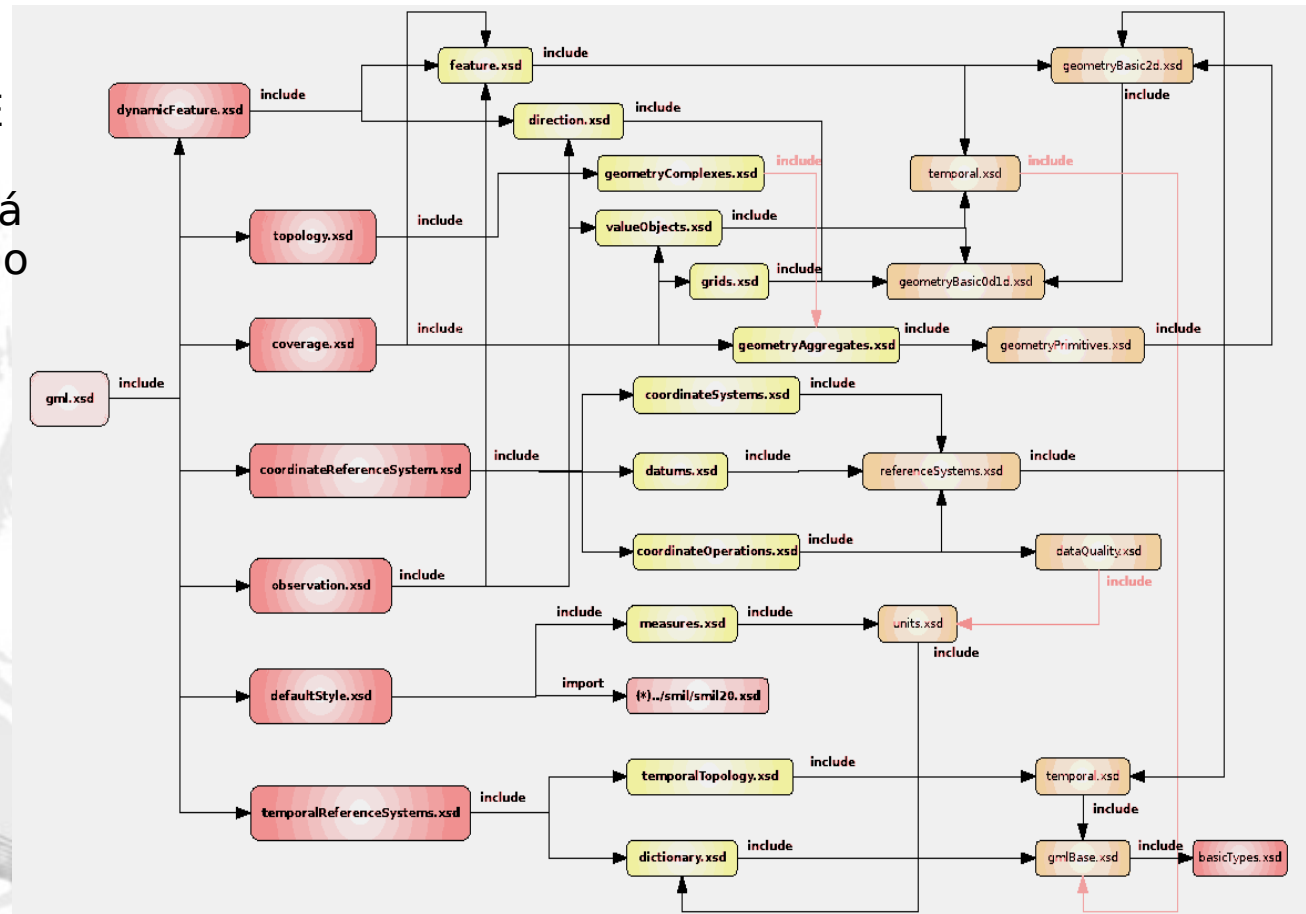 E
á
o
gml.xsd
include
dynamicFeature.xsd
include
topology.xsd
include
coverage.xsd
include
coordinateReferenceSystem.xsd
include
observation.xsd
include
defaultStyle.xsd
include
import
temporalReferenceSystems.xsd
include
feature.xsd
include
direction.xsd
include
geometryComplexes.xsd
include
valueObjects.xsd
include
grids.xsd
include
geometryAggregates.xsd
include
coordinateSystems.xsd
include
datums.xsd
include
coordinateOperations.xsd
include
measures.xsd
include
(*)../smil/smil20.xsd
temporalTopology.xsd
include
dictionary.xsd
include
geometryBasic2d.xsd
include
temporal.xsd
include
geometryBasic0d1d.xsd
geometryPrimitives.xsd
include
referenceSystems.xsd
include
dataQuality.xsd
include
units.xsd
include
temporal.xsd
include
gmlBase.xsd
include
basicTypes.xsd